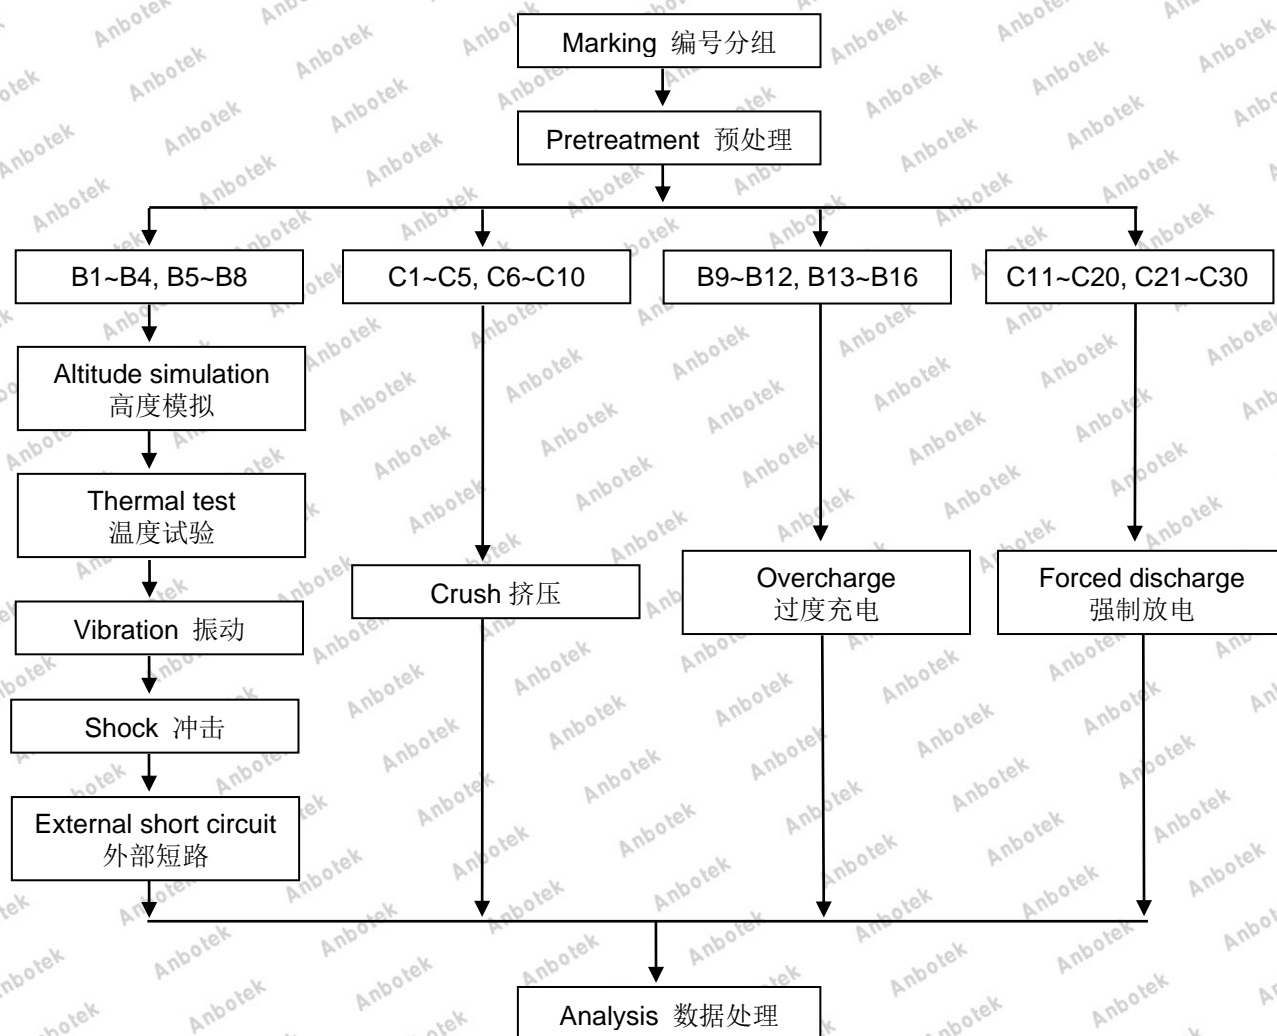 Marking 编号分组
Pretreatment 预处理
B1~B4, B5~B8
C1~C5, C6~C10
B9~B12, B13~B16
C11~C20, C21~C30
Altitude simulation
高度模拟
Thermal test
温度试验
Vibration 振动
Shock 冲击
External short circuit
外部短路
Crush 挤压
Overcharge
过度充电
Forced discharge
强制放电
Analysis 数据处理
Anbotek